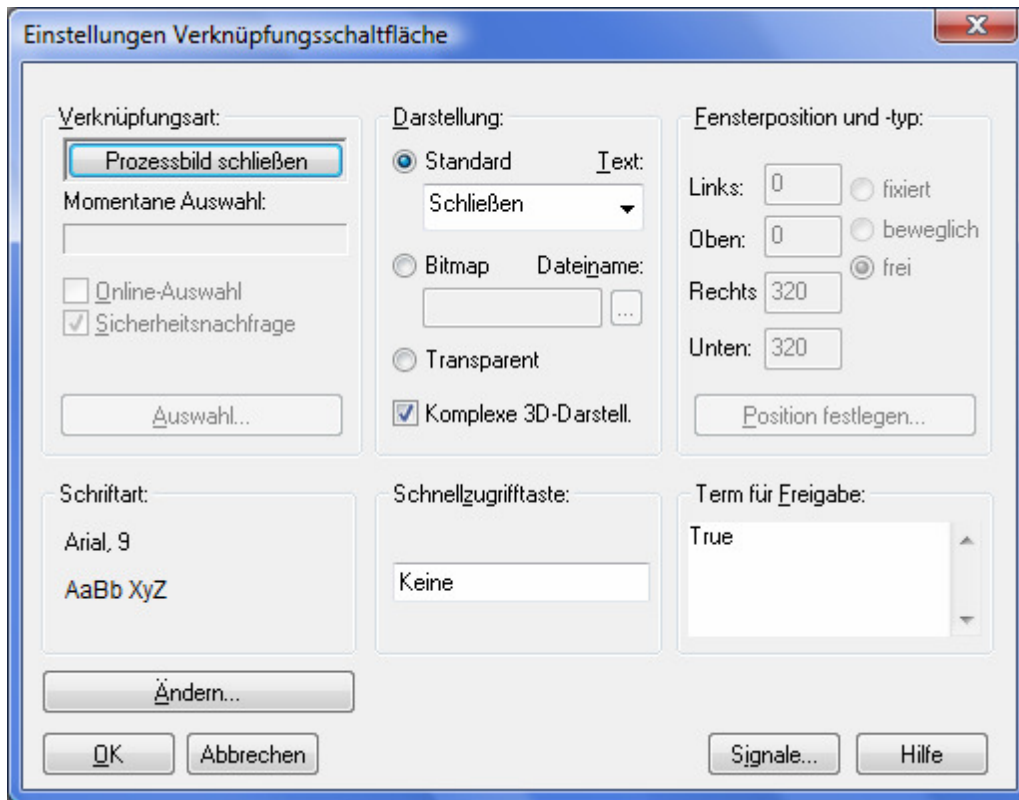 Einstellungen Verknüpfungsschaltfläche
Verknüpfungsart:
Prozessbild schließen
Momentane Auswahl:
Online-Auswahl
Sicherheitsnachfrage
Auswahl...
Darstellung:
Standard Text:
Schließen
Bitmap Dateiname:
...
Transparent
Komplexe 3D-Darstell.
Fensterposition und -typ:
Links: 0 fixiert
Oben: 0 beweglich
frei
Rechts 320
Unten: 320
Position festlegen...
Schriftart:
Arial, 9
AaBb XyZ
Schnellzugrifftaste:
Keine
Term für Freigabe:
True
Ändern...
OK Abbrechen Signale... Hilfe